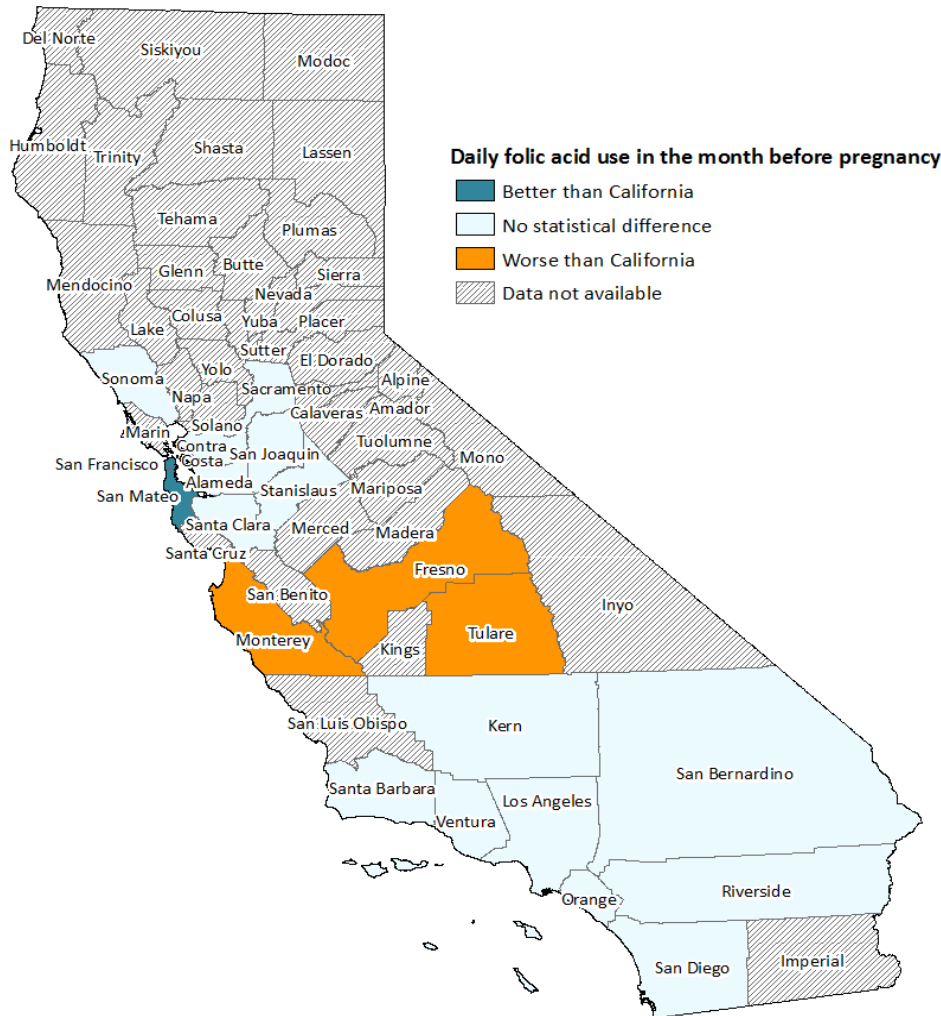 Del Norte
Siskiyou
Modoc
Humboldt
Trinity
Shasta
Lassen
Daily folic acid use in the month before pregnancy
Better than California
No statistical difference
Worse than California
Data not available
Tehama
Plumas
Mendocino
Glenn
Butte
Sierra
Nevada
Lake
Colusa
Yuba
Placer
Sutter
El Dorado
Sonoma
Yolo
Napa
Sacramento
Alpine
Amador
Calaveras
Solano
Marin
Contra
Costa
San Joaquin
Tuolumne
Mono
San Francisco
San Mateo
Alameda
Stanislaus
Mariposa
Santa Clara
Merced
Madera
Santa Cruz
Fresno
San Benito
Inyo
Monterey
Kings
Tulare
San Luis Obispo
Kern
San Bernardino
Santa Barbara
Ventura
Los Angeles
Orange
Riverside
San Diego
Imperial